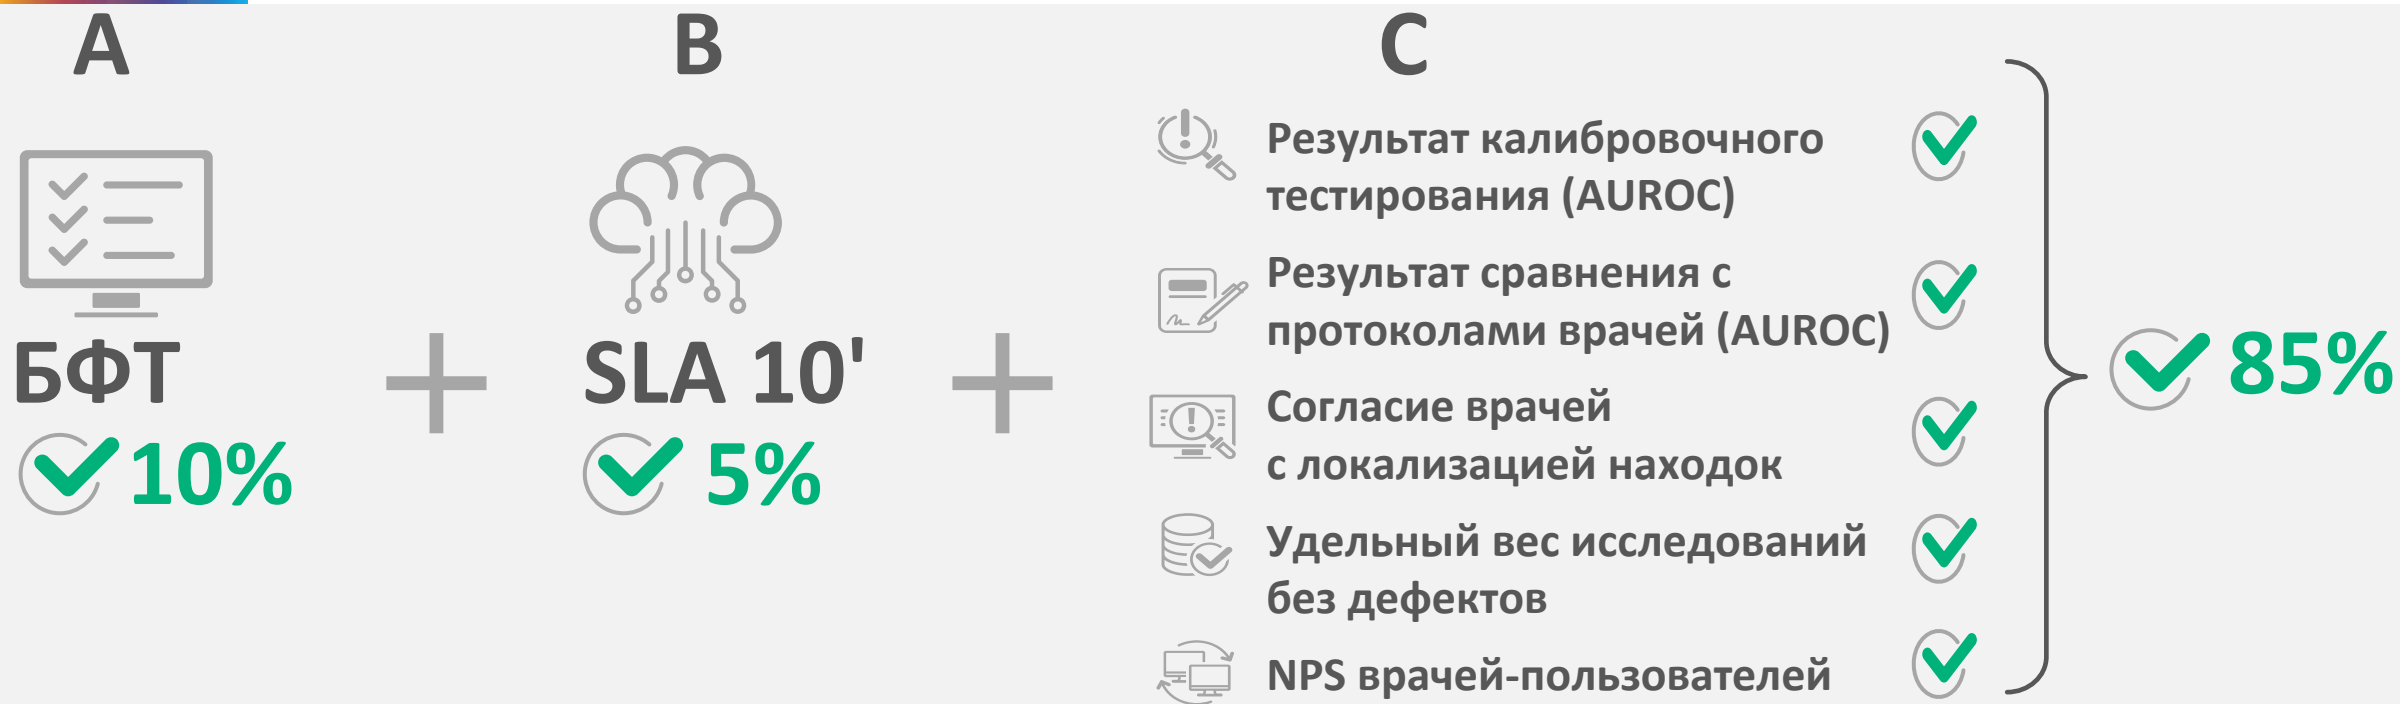 A
БФТ
10%
B
SLA 10'
5%
C
Результат калибровочного
тестирования (AUROC)
Результат сравнения с
протоколами врачей (AUROC)
Согласие врачей
с локализацией находок
Удельный вес исследований
без дефектов
NPS врачей-пользователей
85%